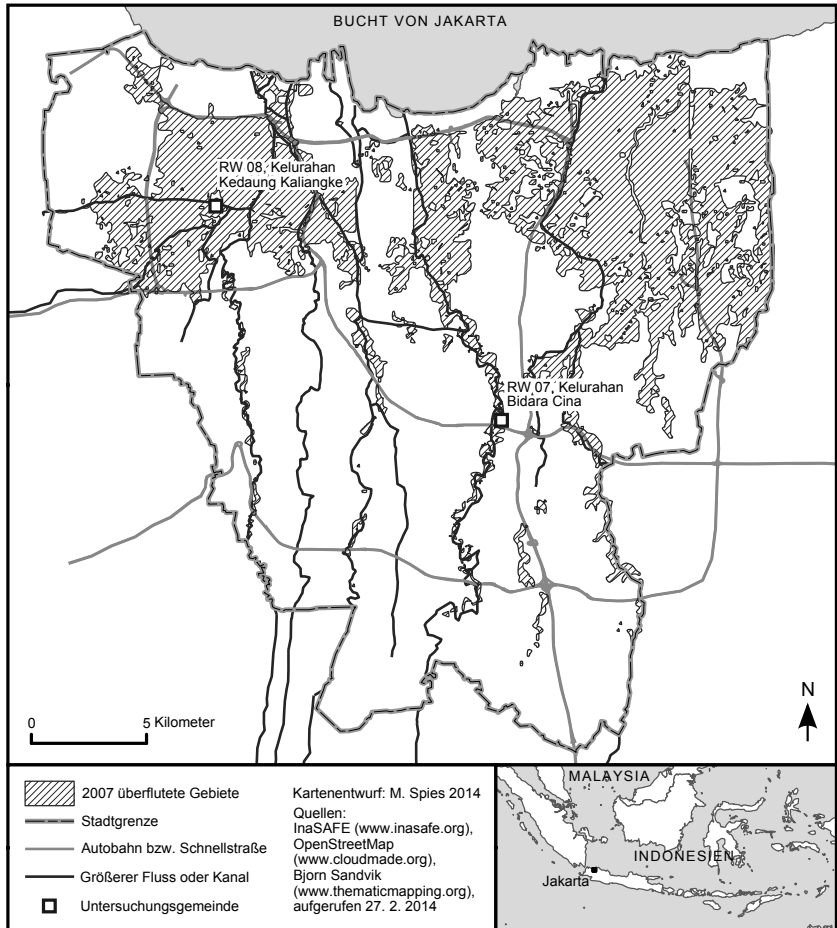 BUCHT VON JAKARTA
RW 08, Kelurahan
Kedaung Kaliangke
RW 07, Kelurahan
Bidara Cina
0
5 Kilometer
N
2007 überflutete Gebiete
Stadtgrenze
Autobahn bzw. Schnellstraße
Größerer Fluss oder Kanal
Untersuchungsgemeinde
Kartenentwurf: M. Spies 2014
Quellen:
InaSAFE (www.inasafe.org),
OpenStreetMap
(www.cloudmade.org),
Bjorn Sandvik
(www.thematicmapping.org),
aufgerufen 27. 2. 2014
MALAYSIA
INDONESIEN
Jakarta